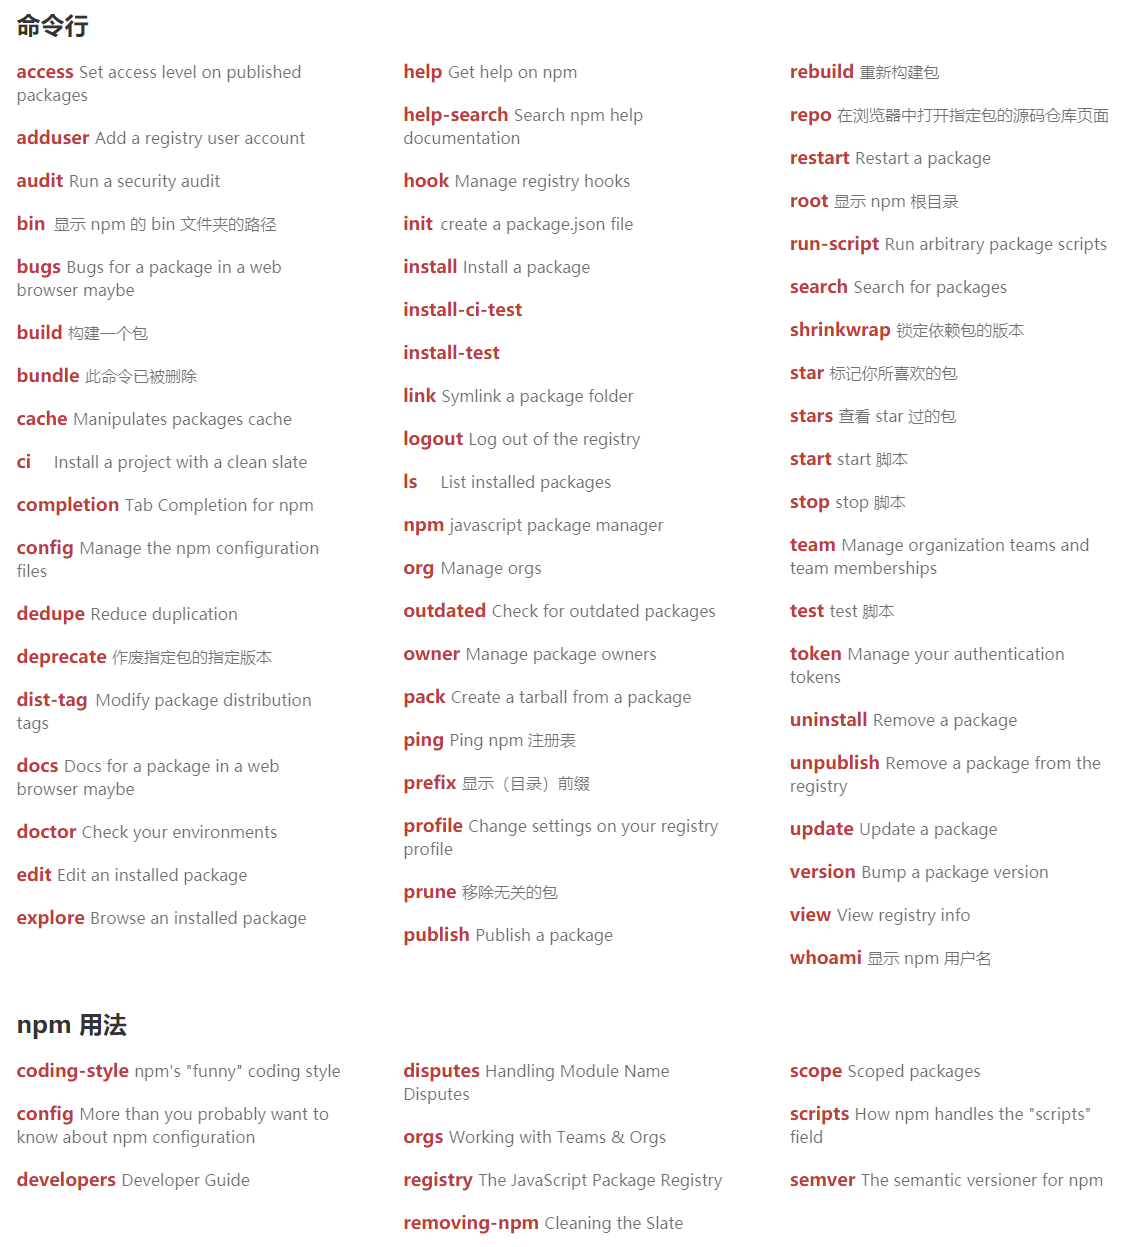 命令行
access Set access level on published
packages
adduser Add a registry user account
audit Run a security audit
bin 显示 npm 的 bin 文件夹的路径
bugs Bugs for a package in a web
browser maybe
build 构建一个包
bundle 此命令已被删除
cache Manipulates packages cache
ci Install a project with a clean slate
completion Tab Completion for npm
config Manage the npm configuration
files
dedupe Reduce duplication
deprecate 作废指定包的指定版本
dist-tag Modify package distribution
tags
docs Docs for a package in a web
browser maybe
doctor Check your environments
edit Edit an installed package
explore Browse an installed package
help Get help on npm
help-search Search npm help
documentation
hook Manage registry hooks
init create a package.json file
install Install a package
install-ci-test
install-test
link Symlink a package folder
logout Log out of the registry
ls List installed packages
npm javascript package manager
org Manage orgs
outdated Check for outdated packages
owner Manage package owners
pack Create a tarball from a package
ping Ping npm 注册表
prefix 显示（目录）前缀
profile Change settings on your registry
profile
prune 移除无关的包
publish Publish a package
rebuild 重新构建包
repo 在浏览器中打开指定包的源码仓库页面
restart Restart a package
root 显示 npm 根目录
run-script Run arbitrary package scripts
search Search for packages
shrinkwrap 锁定依赖包的版本
star 标记你所喜欢的包
stars 查看 star 过的包
start start 脚本
stop stop 脚本
team Manage organization teams and
team memberships
test test 脚本
token Manage your authentication
tokens
uninstall Remove a package
unpublish Remove a package from the
registry
update Update a package
version Bump a package version
view View registry info
whoami 显示 npm 用户名
npm 用法
coding-style npm's "funny" coding style
config More than you probably want to
know about npm configuration
developers Developer Guide
disputes Handling Module Name
Disputes
orgs Working with Teams & Orgs
registry The JavaScript Package Registry
removing-npm Cleaning the Slate
scope Scoped packages
scripts How npm handles the "scripts"
field
semver The semantic versioner for npm